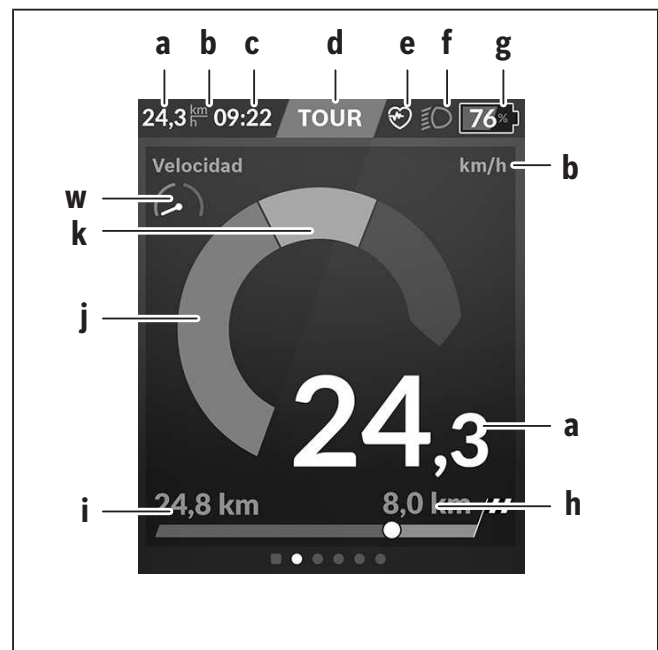 a b c d e f g
24,3 km/h 09:22 TOUR 76%
Velocidad km/h b
w
k
j
24,3 a
i 24,8 km 8,0 km h